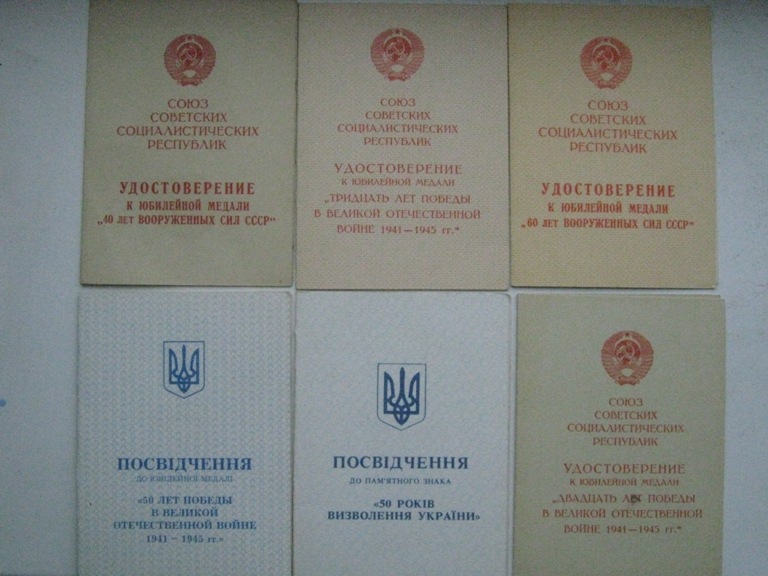 СОЮЗ
СОВЕТСКИХ
СОЦИАЛИСТИЧЕСКИХ
РЕСПУБЛИК
УДОСТОВЕРЕНИЕ
К ЮБИЛЕЙНОЙ МЕДАЛИ
„40 ЛЕТ ВООРУЖЕННЫХ СИЛ СССР“
СОЮЗ
СОВЕТСКИХ
СОЦИАЛИСТИЧЕСКИХ
РЕСПУБЛИК
УДОСТОВЕРЕНИЕ
К ЮБИЛЕЙНОЙ МЕДАЛИ
„ТРИДЦАТЬ ЛЕТ ПОБЕДЫ
В ВЕЛИКОЙ ОТЕЧЕСТВЕННОЙ
ВОЙНЕ 1941—1945 гг.“
СОЮЗ
СОВЕТСКИХ
СОЦИАЛИСТИЧЕСКИХ
РЕСПУБЛИК
УДОСТОВЕРЕНИЕ
К ЮБИЛЕЙНОЙ МЕДАЛИ
„60 ЛЕТ ВООРУЖЕННЫХ СИЛ СССР“
ПОСВІДЧЕННЯ
ДО ЮВІЛЕЙНОЇ МЕДАЛІ
«50 ЛЕТ ПОБЕДЫ
В ВЕЛИКОЙ
ОТЕЧЕСТВЕННОЙ ВОЙНЕ
1941 – 1945 гг.»
ПОСВІДЧЕННЯ
ДО ПАМ'ЯТНОГО ЗНАКА
«50 РОКІВ
ВИЗВОЛЕННЯ УКРАЇНИ»
СОЮЗ
СОВЕТСКИХ
СОЦИАЛИСТИЧЕСКИХ
РЕСПУБЛИК
УДОСТОВЕРЕНИЕ
К ЮБИЛЕЙНОЙ МЕДАЛИ
„ДВАДЦАТЬ ЛЕТ ПОБЕДЫ
В ВЕЛИКОЙ ОТЕЧЕСТВЕННОЙ
ВОЙНЕ 1941—1945 гг.“